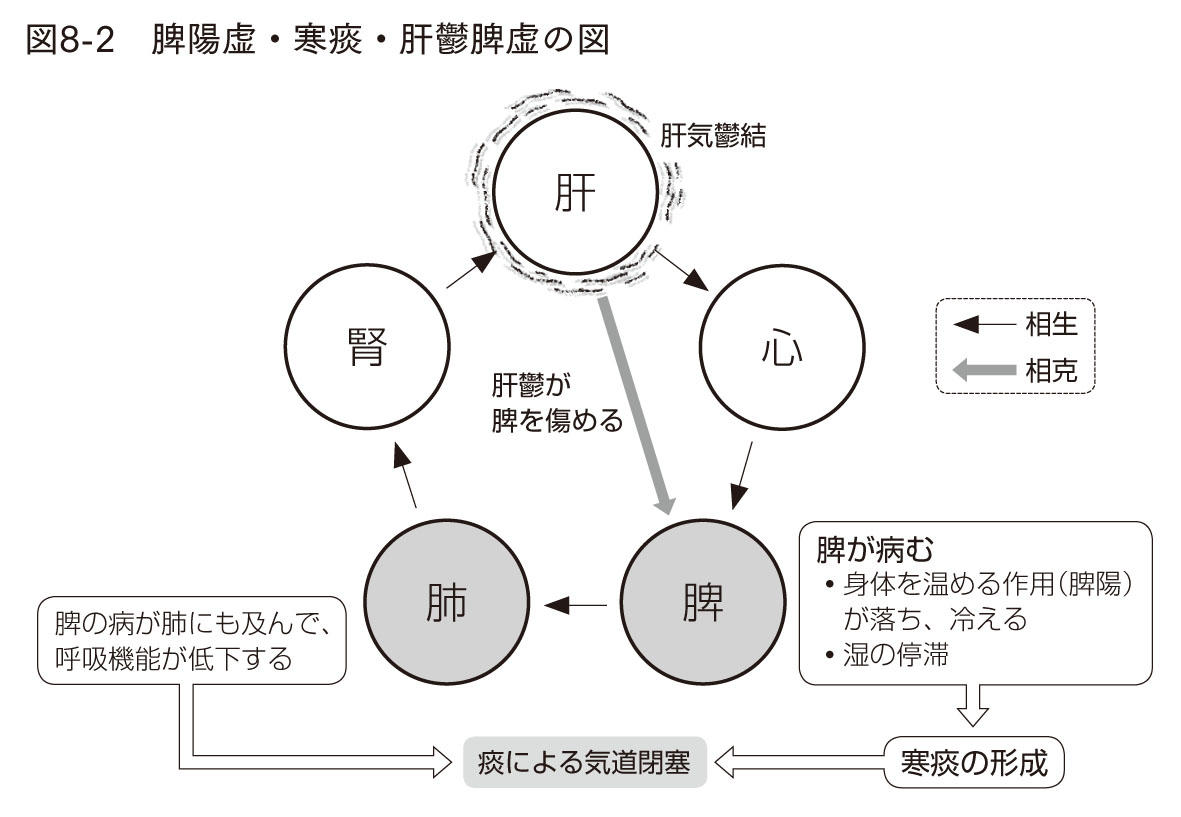 図8-2　脾陽虚・寒痰・肝鬱脾虚の図
肝気鬱結
肝
腎
心
相生
相克
肝鬱が
脾を傷める
肺
脾
脾が病む
・身体を温める作用（脾陽）
が落ち、冷える
・湿の停滞
脾の病が肺にも及んで、
呼吸機能が低下する
痰による気道閉塞
寒痰の形成